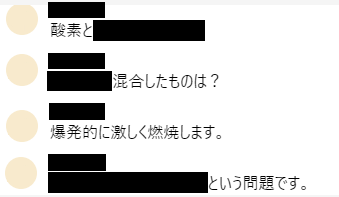 酸素と
混合したものは？
爆発的に激しく燃焼します。
という問題です。